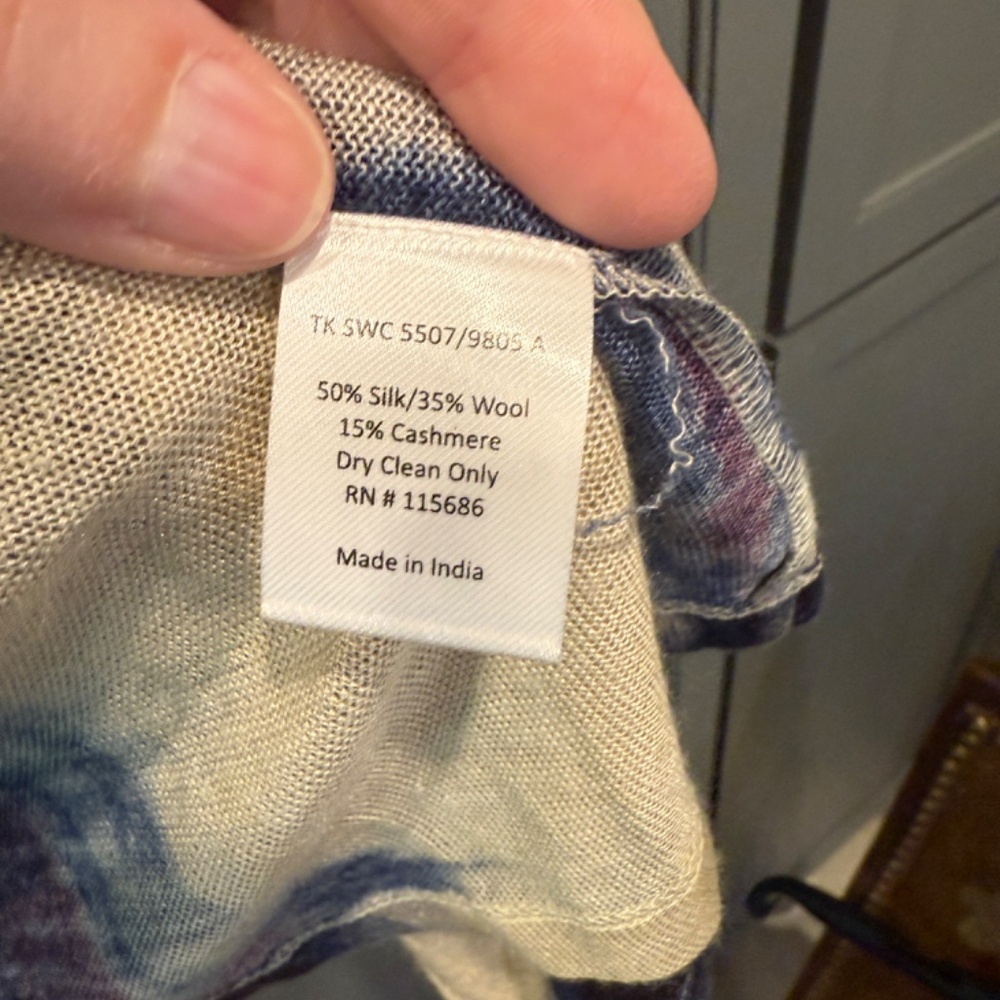 TK SWC 5507/9805 A
50% Silk/35% Wool
15% Cashmere
Dry Clean Only
RN # 115686
Made in India